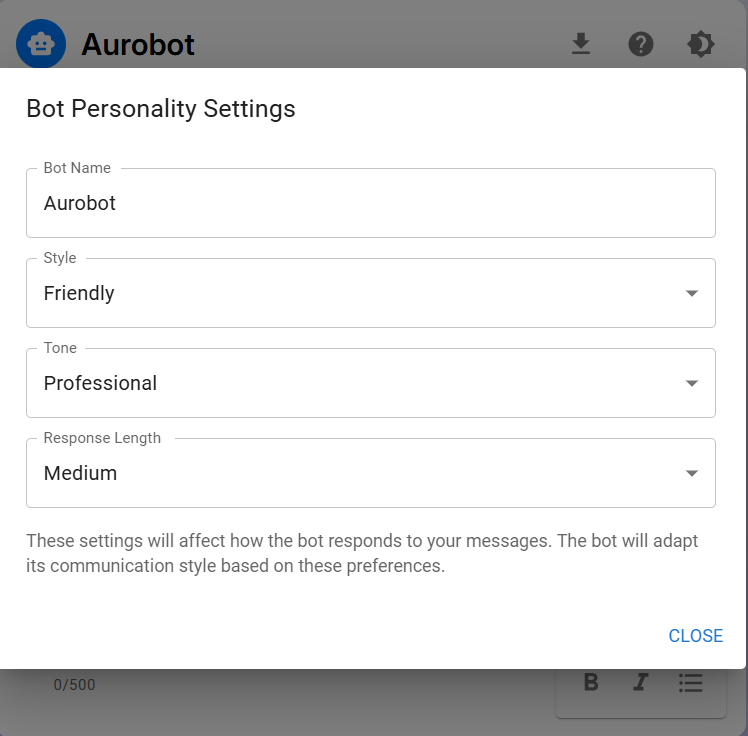 Aurobot
Bot Personality Settings
Bot Name
Aurobot
Style
Friendly
Tone
Professional
Response Length
Medium
These settings will affect how the bot responds to your messages. The bot will adapt
its communication style based on these preferences.
CLOSE
0/500
B I